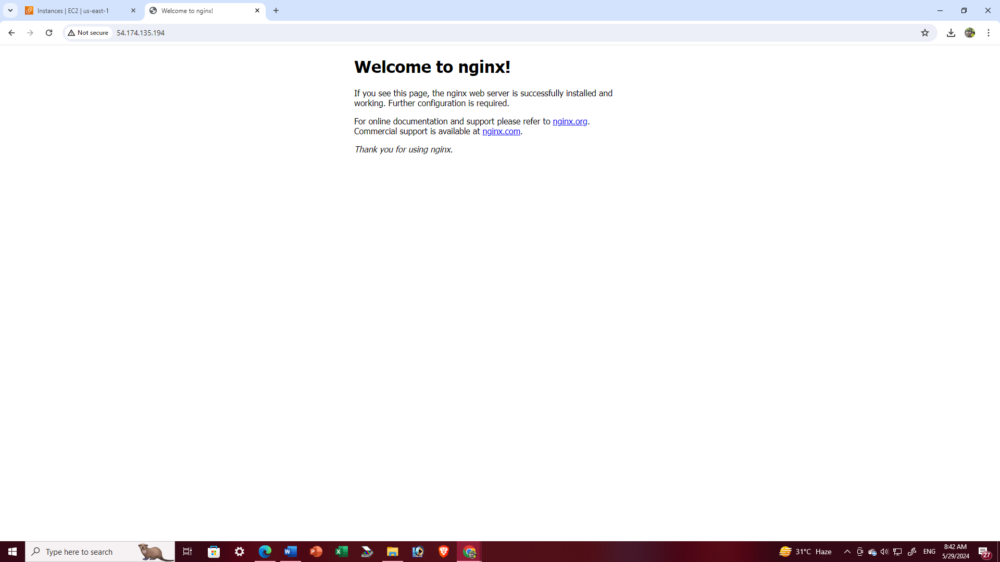 Instances | EC2 | us-east-1
Welcome to nginx!
Not secure
54.174.135.194
Welcome to nginx!
If you see this page, the nginx web server is successfully installed and
working. Further configuration is required.
For online documentation and support please refer to nginx.org.
Commercial support is available at nginx.com.
Thank you for using nginx.
Type here to search
31°C Haze
ENG
8:42 AM
5/29/2024
27